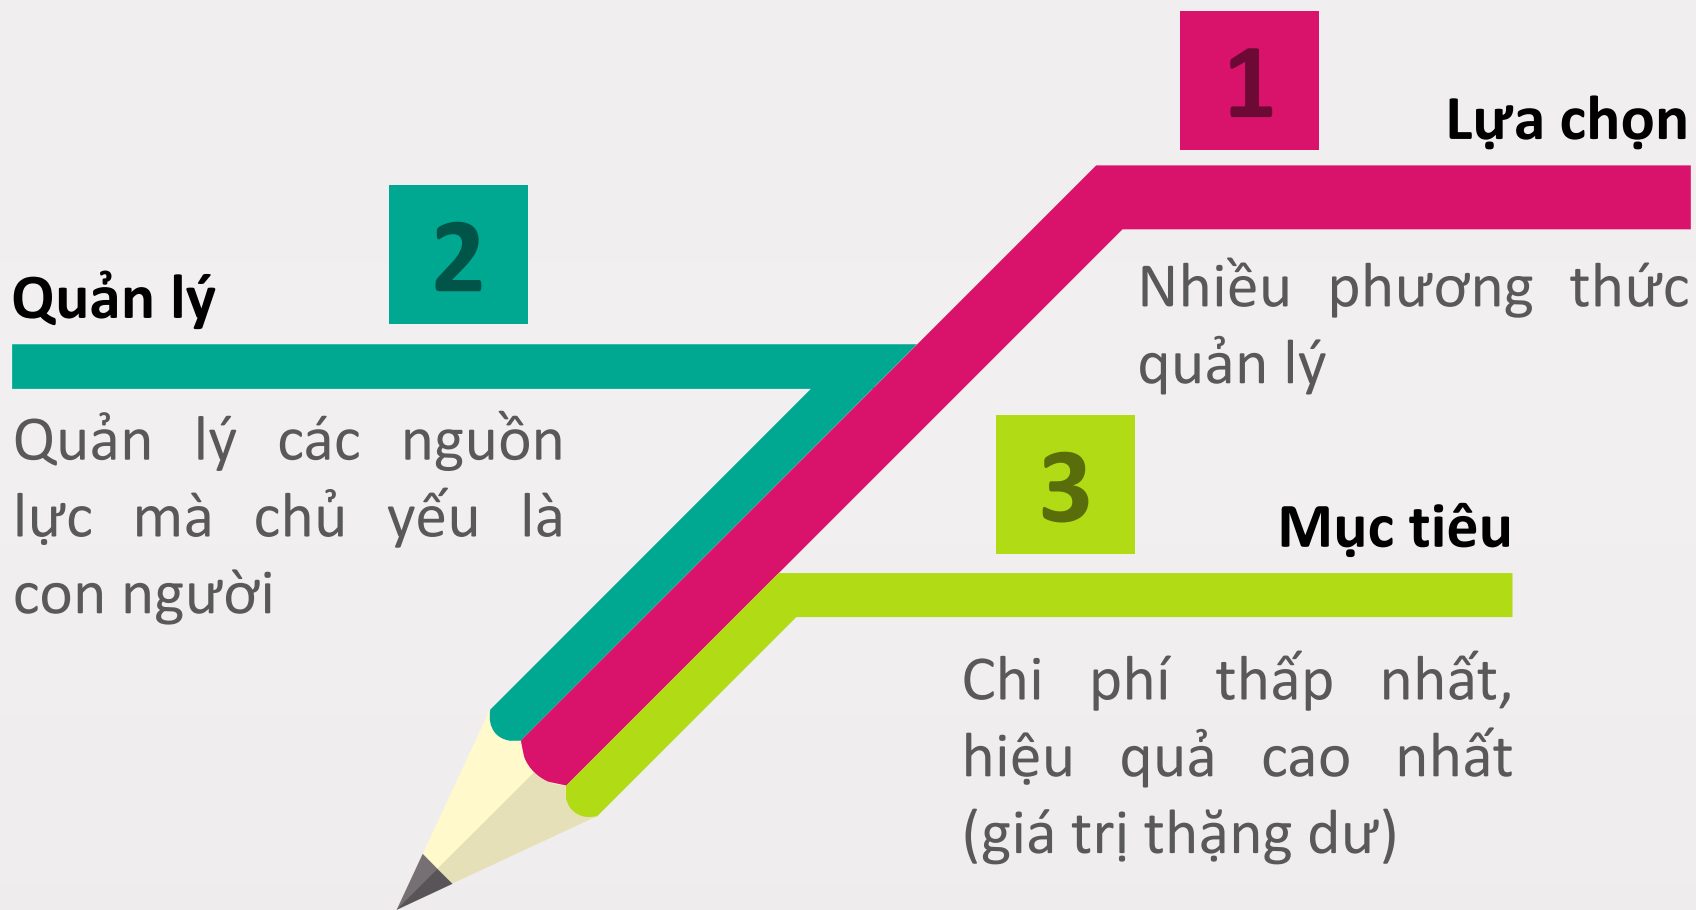 1
Lựa chọn
Nhiều phương thức
quản lý
2
Quản lý
Quản lý các nguồn
lực mà chủ yếu là
con người
3
Mục tiêu
Chi phí thấp nhất,
hiệu quả cao nhất
(giá trị thặng dư)